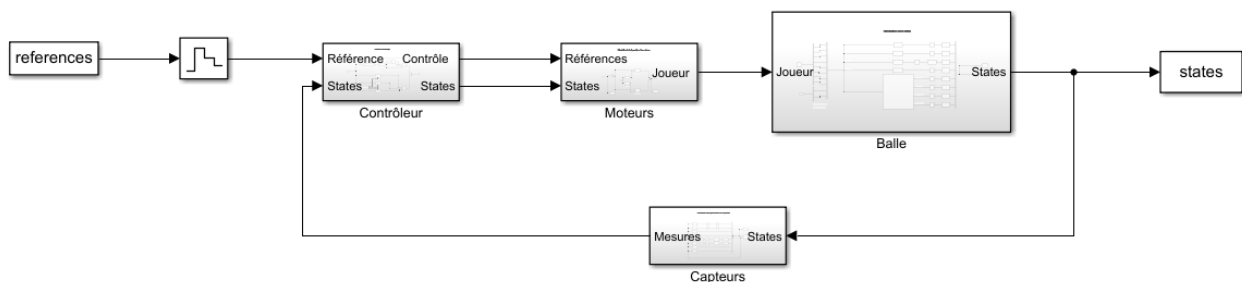 references
Référence
Contrôle
States
States
Contrôleur
Références
Joueur
States
Moteurs
Joueur
States
Balle
states
Mesures
States
Capteurs